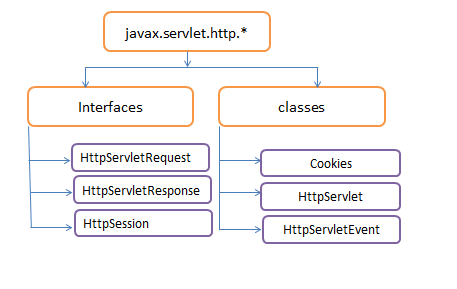 javax.servlet.http.*
Interfaces
classes
HttpServletRequest
HttpServletResponse
HttpSession
Cookies
HttpServlet
HttpServletEvent